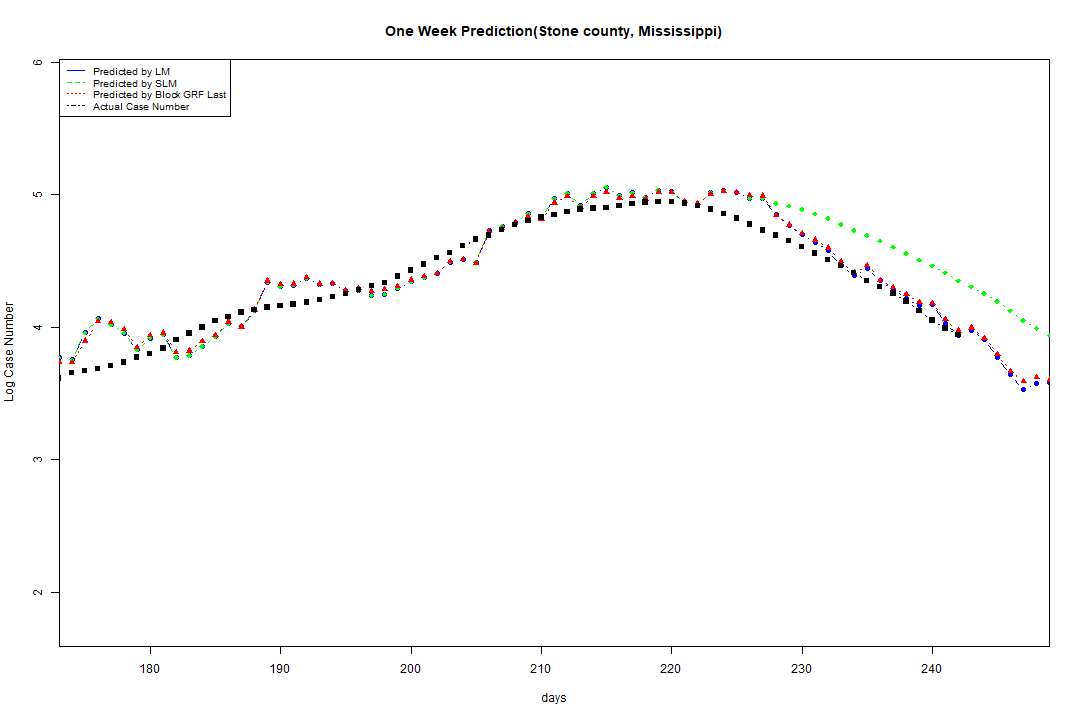 One Week Prediction(Stone county, Mississippi)
Predicted by LM
Predicted by SLM
Predicted by Block GRF Last
Actual Case Number
6
5
4
3
2
Log Case Number
180 190 200 210 220 230 240
days